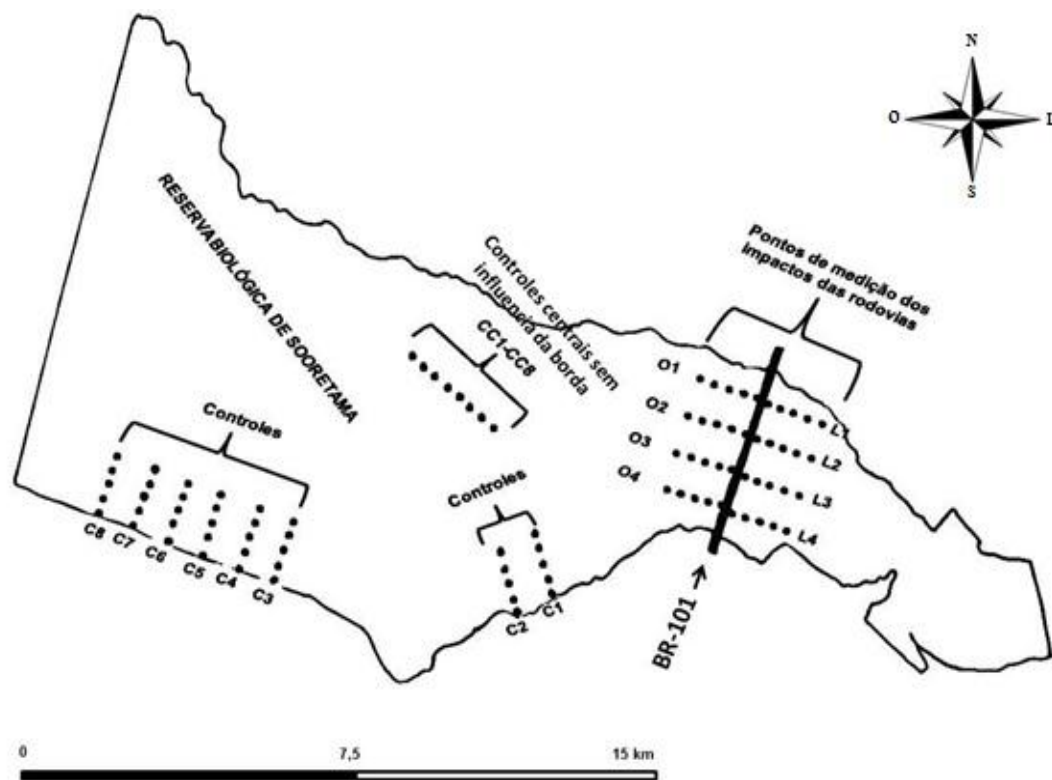 N
O
L
S
RESERVA BIOLÓGICA DE SOORETAMA
Controles centrais sem
influencia da borda
CC1-CC8
Pontos de medição dos
impactos das rodovias
O1
O2
O3
O4
L1
L2
L3
L4
Controles
C8
C7
C6
C5
C4
C3
Controles
C2
C1
BR-101
0
7,5
15 km